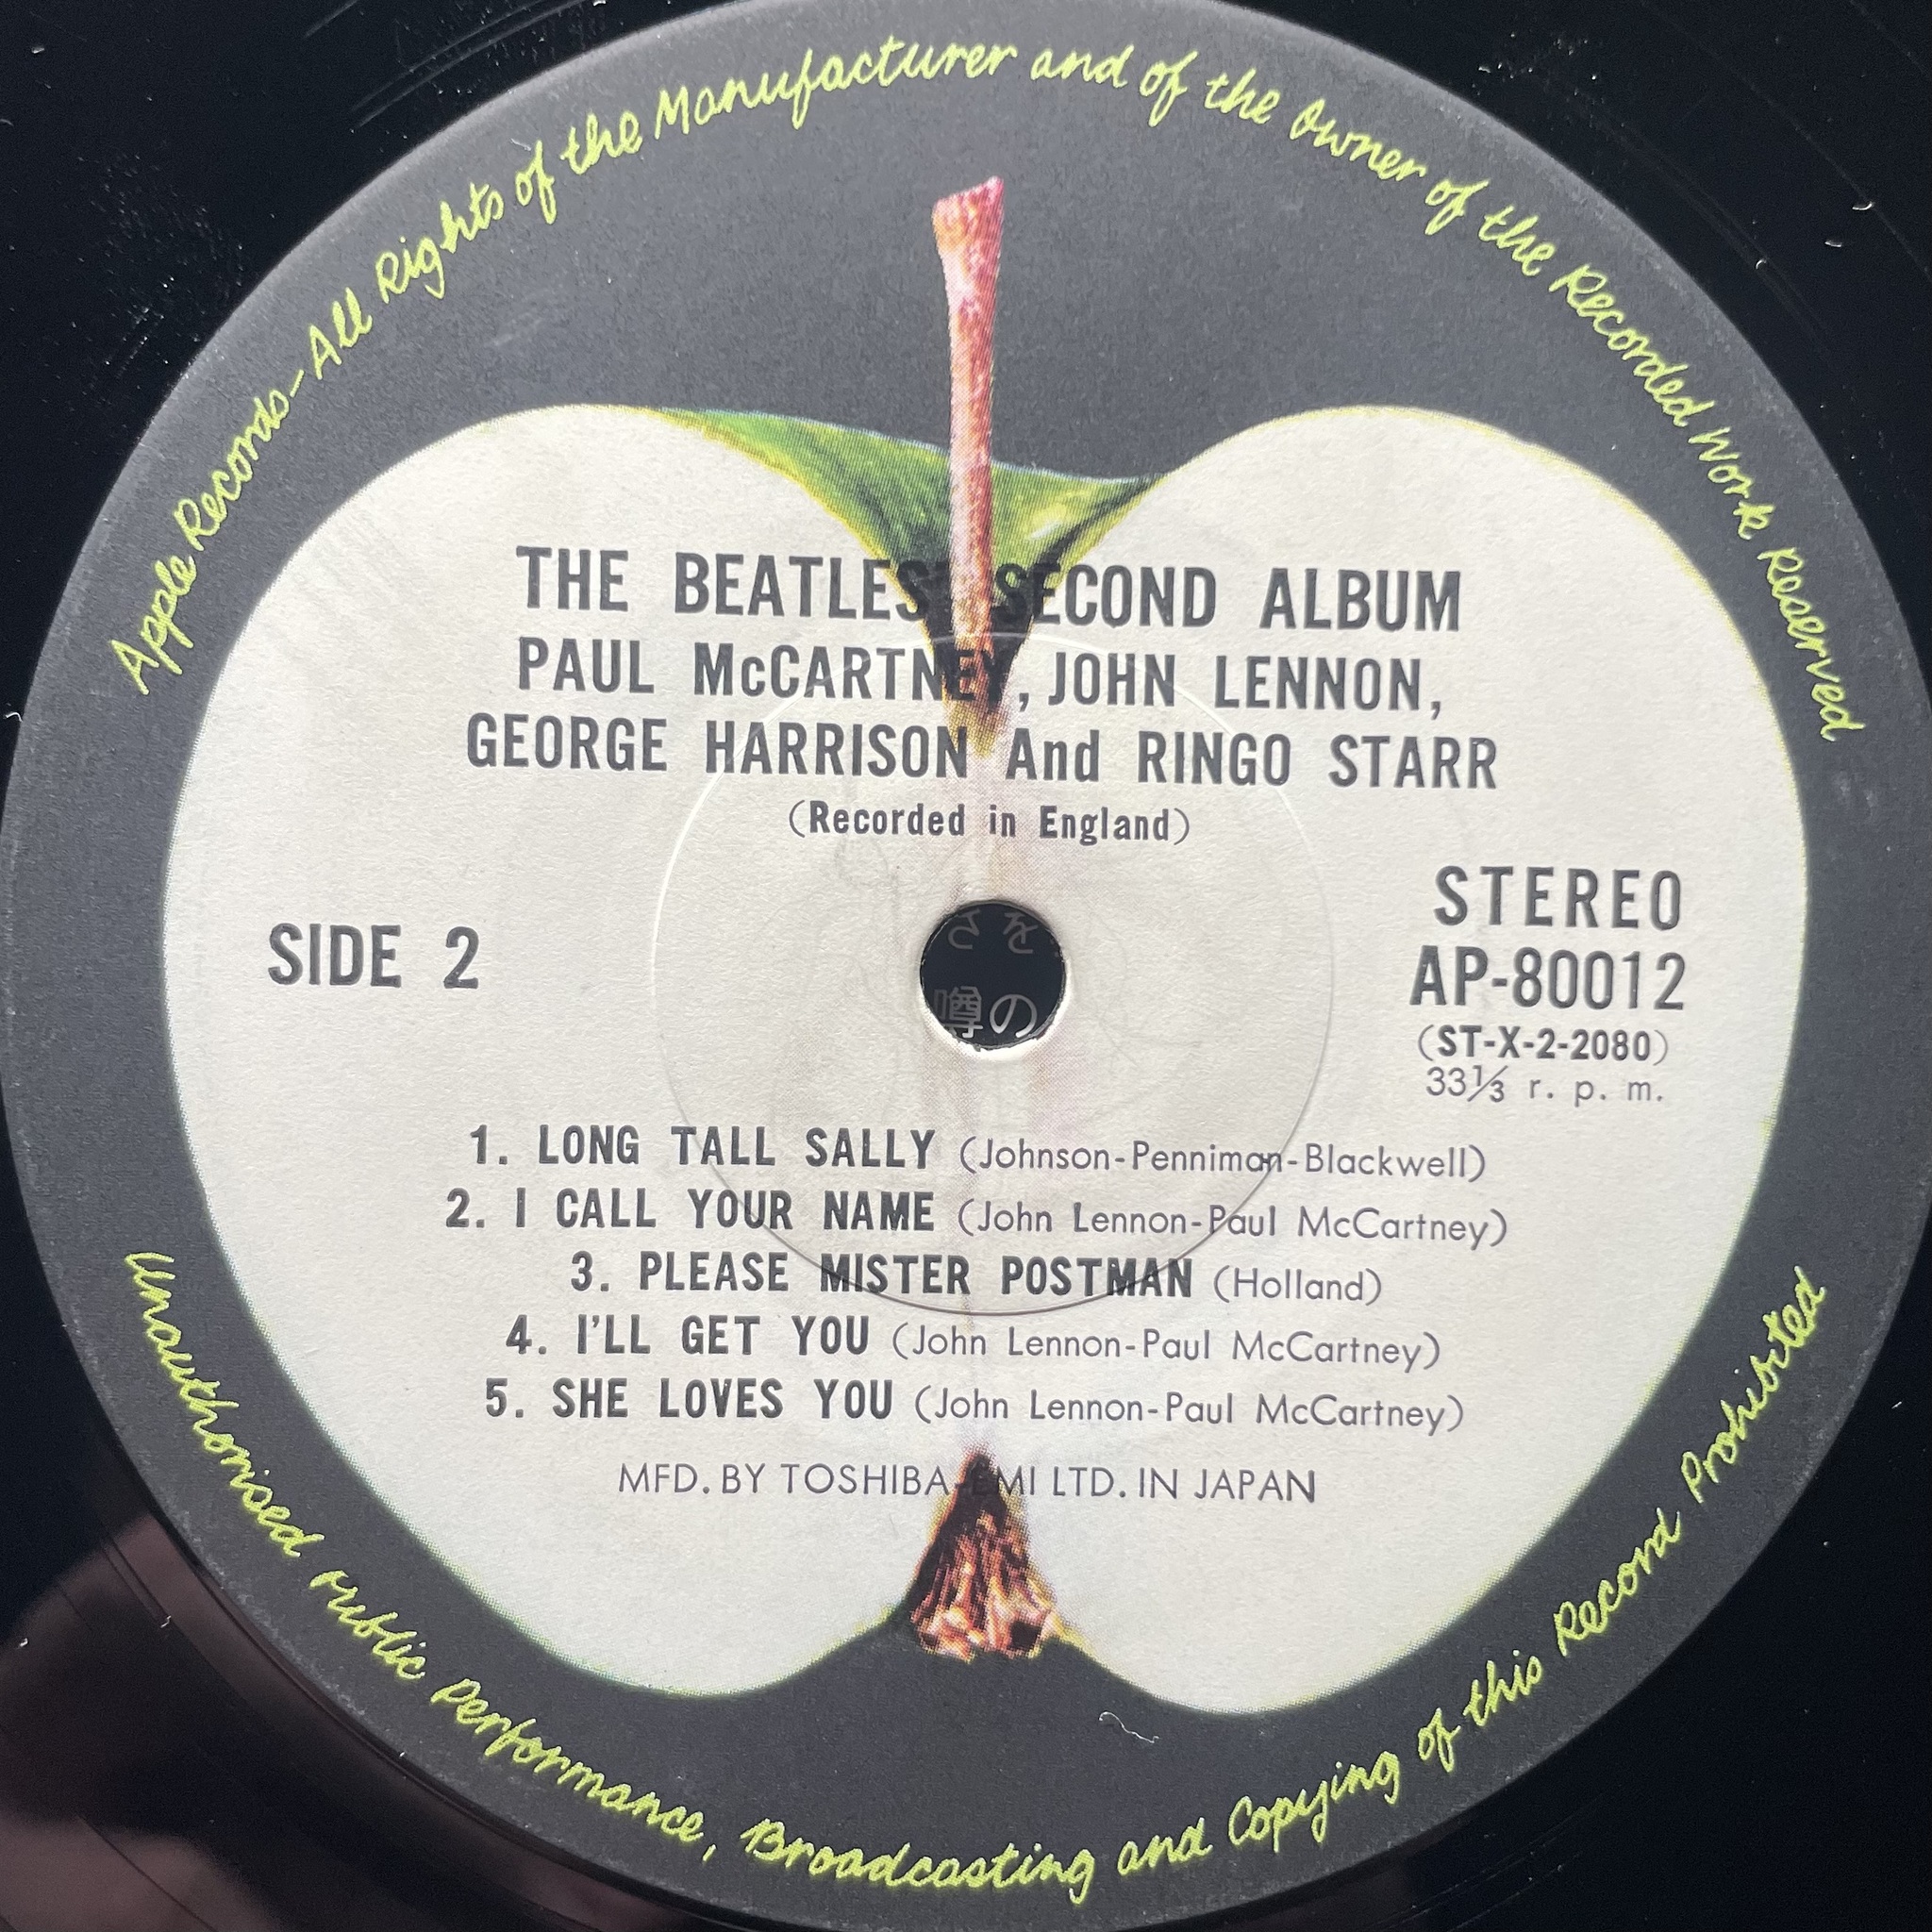 Apple Records-All Rights of the Manufacturer and of the Owner of the Recorded Work Reserved
THE BEATLES' SECOND ALBUM
PAUL McCARTNEY, JOHN LENNON,
GEORGE HARRISON And RINGO STARR
(Recorded in England)
SIDE 2
STEREO
AP-80012
(ST-X-2-2080)
33⅓ r. p. m.
さを
噂の
1. LONG TALL SALLY (Johnson-Penniman-Blackwell)
2. I CALL YOUR NAME (John Lennon-Paul McCartney)
3. PLEASE MISTER POSTMAN (Holland)
4. I'LL GET YOU (John Lennon-Paul McCartney)
5. SHE LOVES YOU (John Lennon-Paul McCartney)
MFD. BY TOSHIBA-EMI LTD. IN JAPAN
Unauthorised Public Performance, Broadcasting and Copying of this Record Prohibited